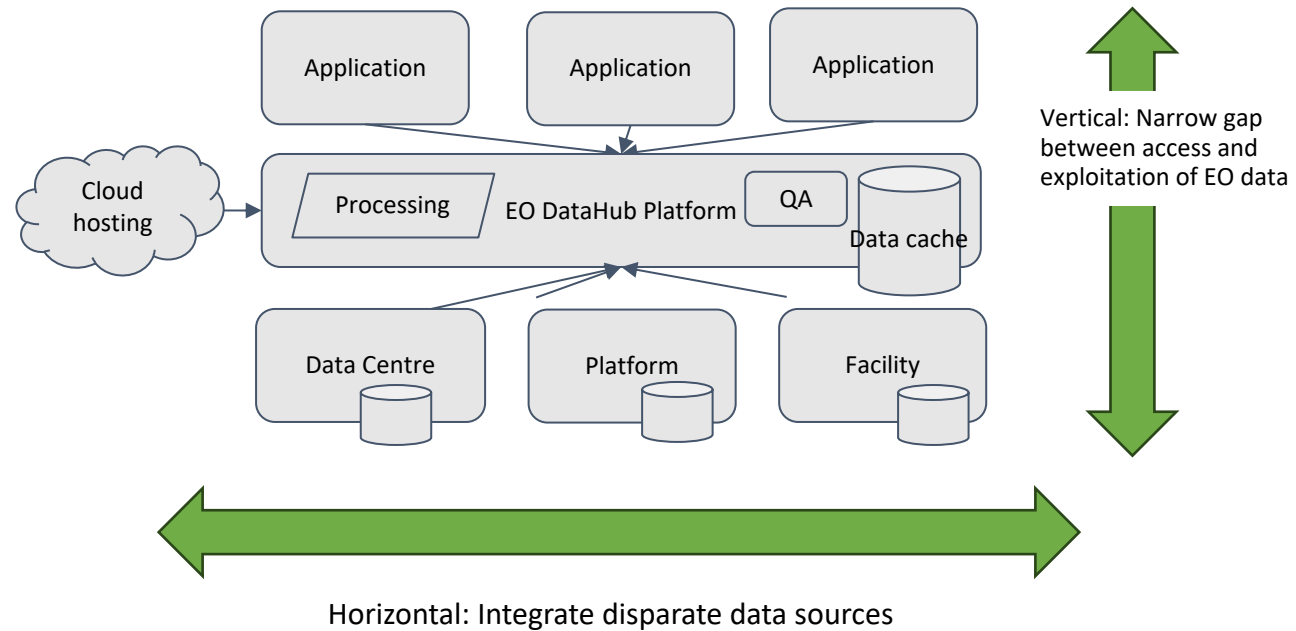 Application
Application
Application
Vertical: Narrow gap
between access and
exploitation of EO data
Cloud
hosting
Processing
EO DataHub Platform
QA
Data cache
Data Centre
Platform
Facility
Horizontal: Integrate disparate data sources